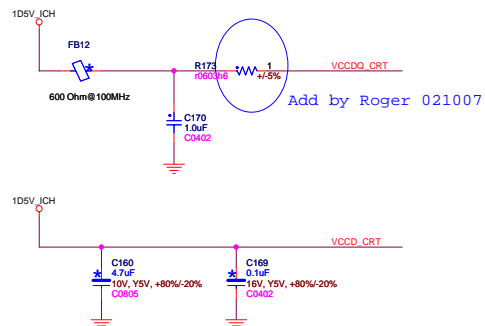 1D5V_ICH
FB12
R173 1 VCCDQ_CRT
r0603h6 +/-5%
600 Ohm@100MHz
Add by Roger 021007
C170
1.0uF
C0402
1D5V_ICH
VCCD_CRT
C160 C169
4.7uF 0.1uF
10V, Y5V, +80%/-20% 16V, Y5V, +80%/-20%
C0805 C0402